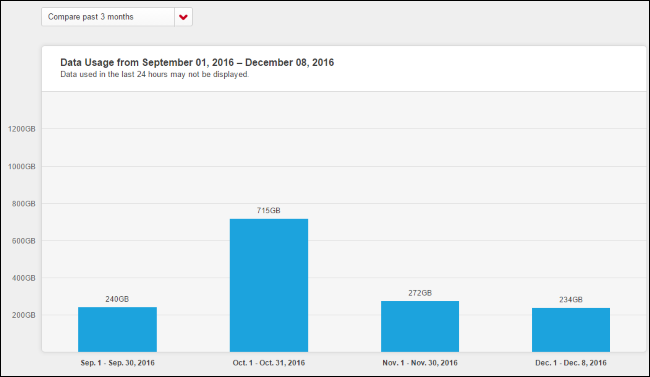 Compare past 3 months
Data Usage from September 01, 2016 – December 08, 2016
Data used in the last 24 hours may not be displayed.
1200GB
1000GB
800GB
600GB
400GB
200GB
240GB
715GB
272GB
234GB
Sep. 1 - Sep. 30, 2016
Oct. 1 - Oct. 31, 2016
Nov. 1 - Nov. 30, 2016
Dec. 1 - Dec. 8, 2016